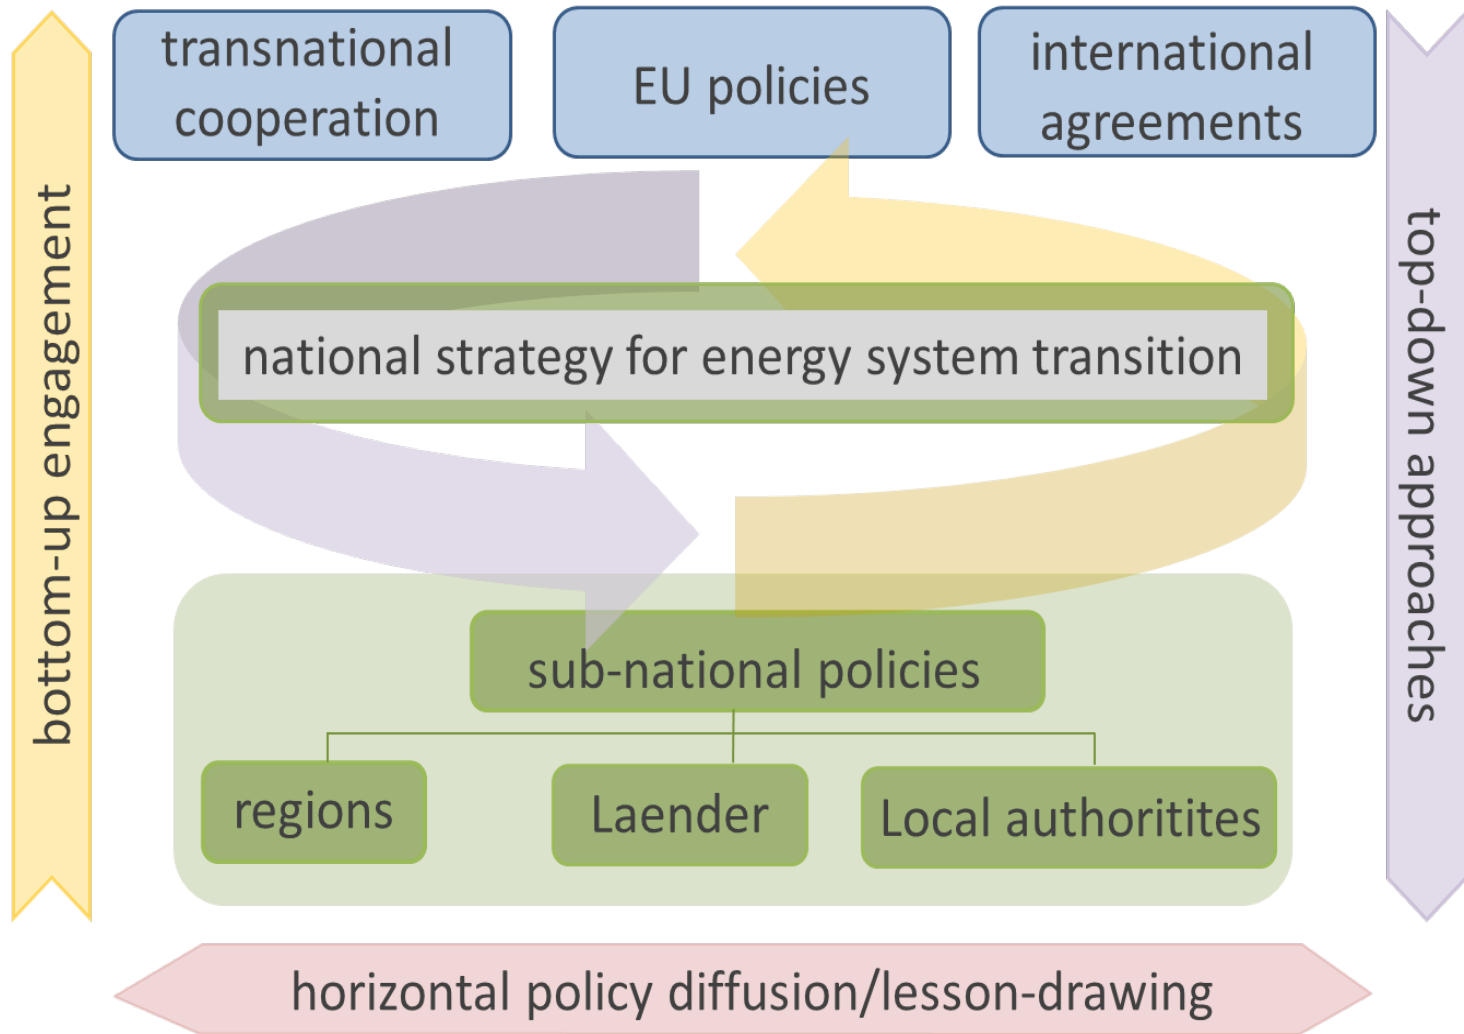 transnational
cooperation
EU policies
international
agreements
bottom-up engagement
top-down approaches
national strategy for energy system transition
sub-national policies
regions
Laender
Local authoritites
horizontal policy diffusion/lesson-drawing